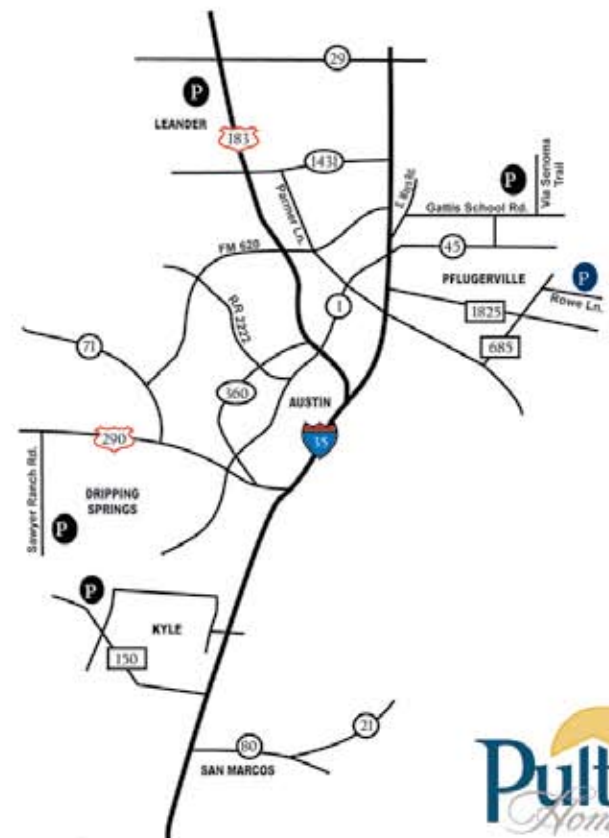 29
P
LEANDER
183
1431
Parmer Ln.
E. Mays Rd.
P
Via Sonoma
Trail
Gattis School Rd.
45
FM 620
PFLUGERVILLE
P
Rowe Ln.
1825
685
1
RR 2222
71
360
AUSTIN
35
290
Sawyer Ranch Rd.
DRIPPING
SPRINGS
P
P
KYLE
150
21
80
SAN MARCOS
Pult
Hom